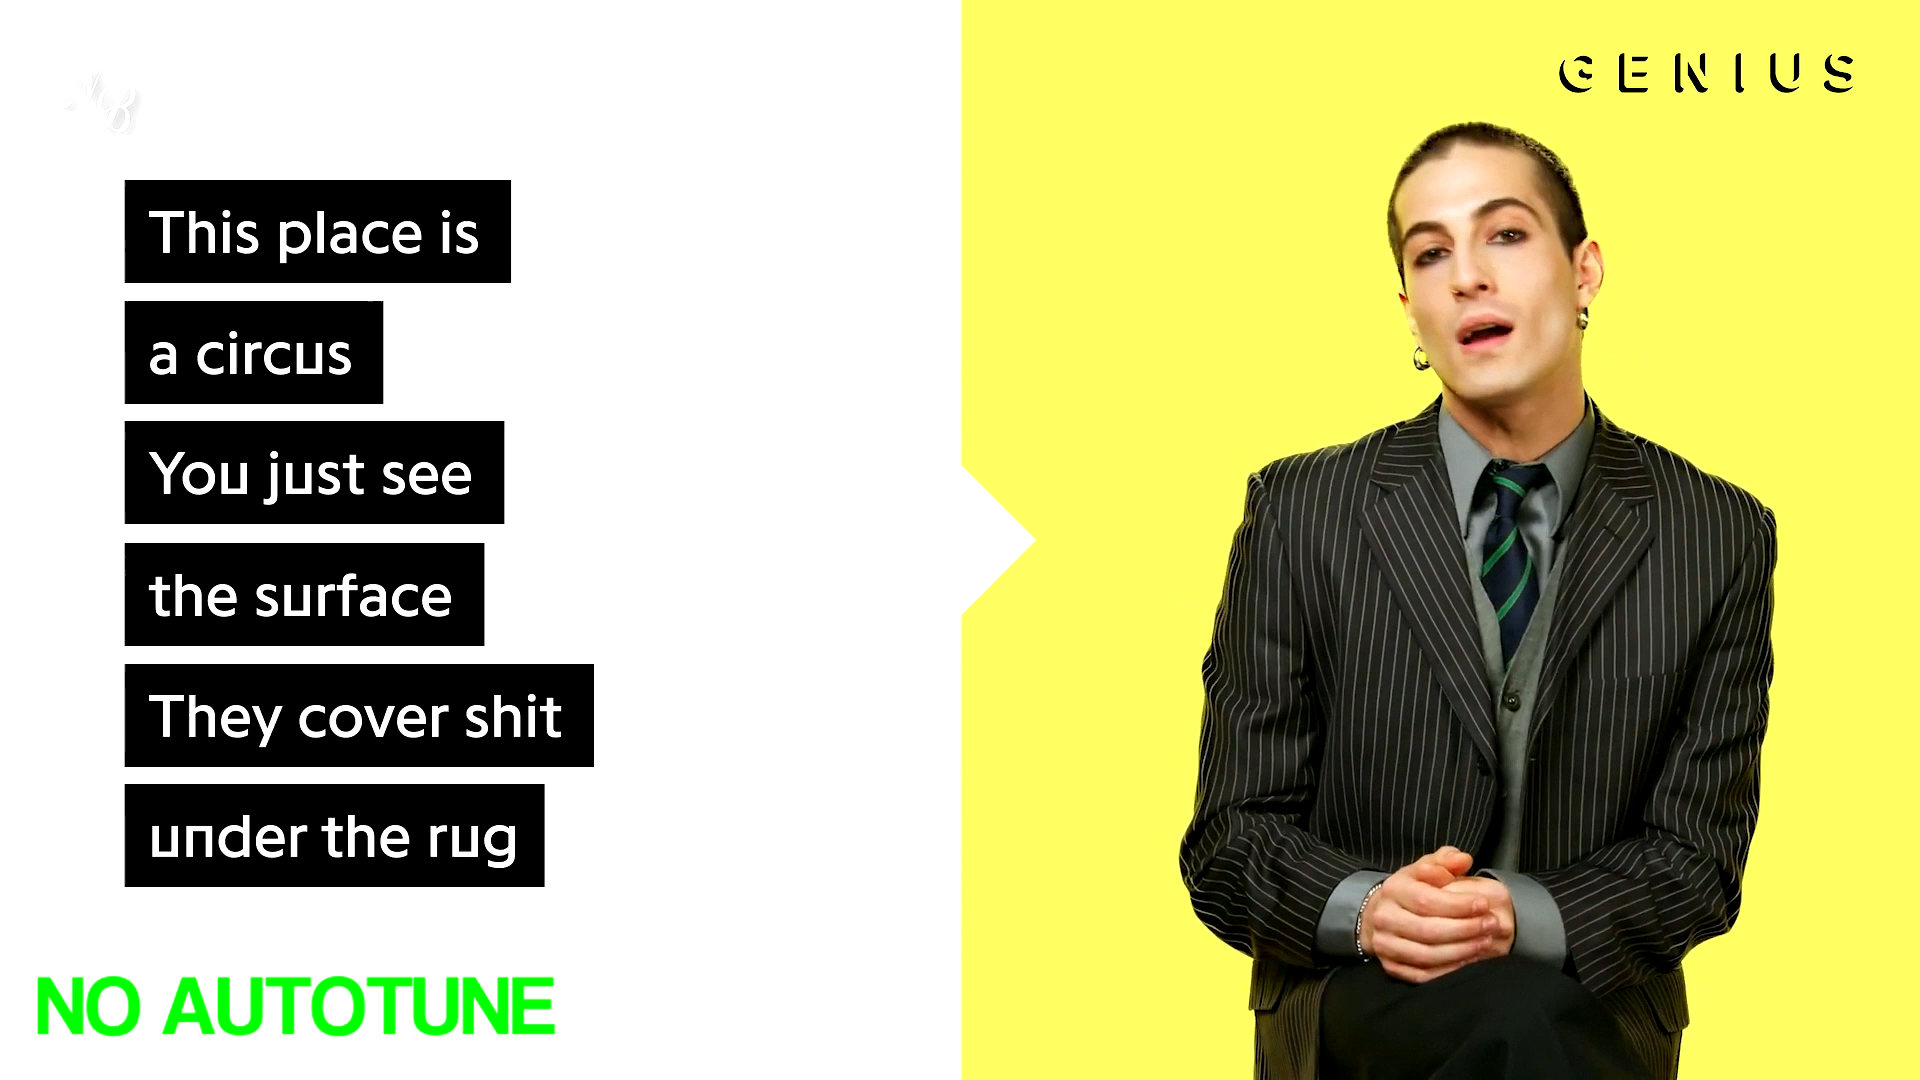 GENIUS
This place is
a circus
You just see
the surface
They cover shit
under the rug
NO AUTOTUNE